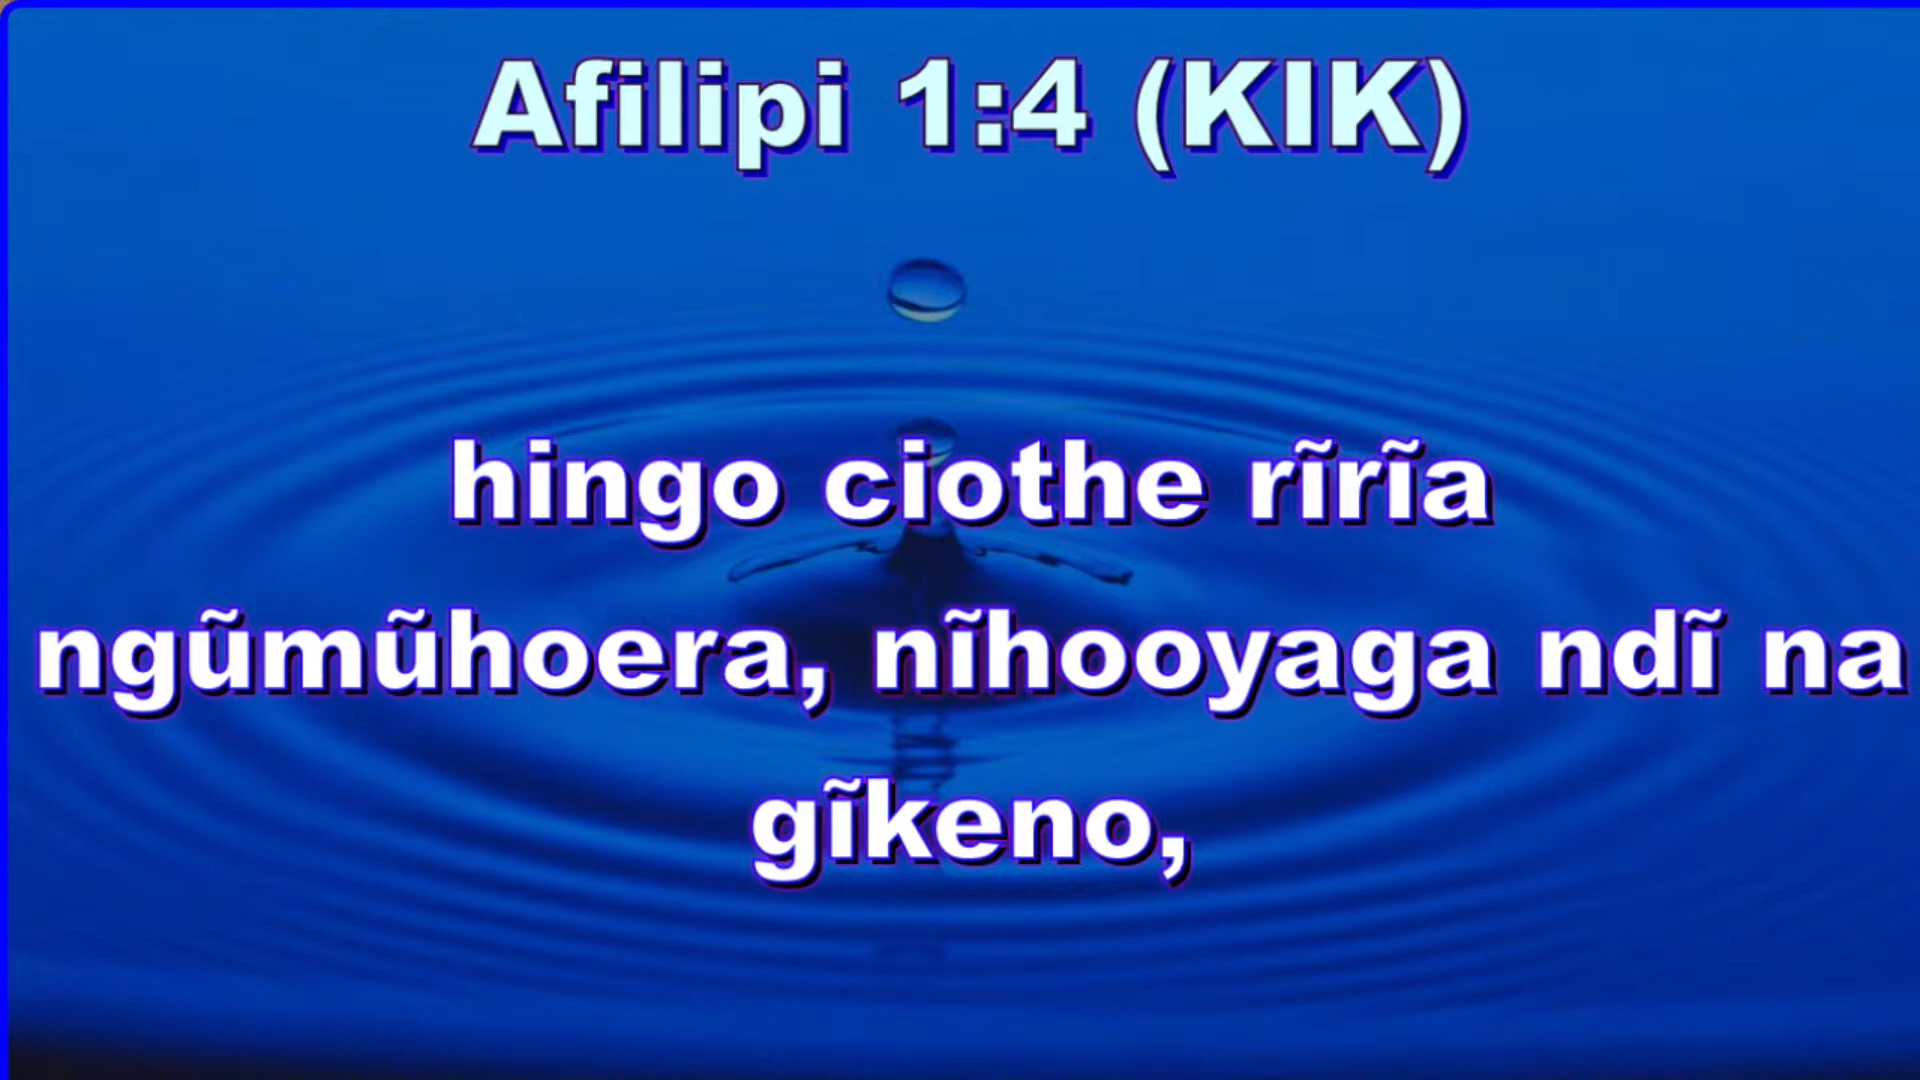 Afilipi 1:4 (KIK)
hingo ciothe rĩrĩa
ngũmũhoera, nĩhooyaga ndĩ na
gĩkeno,